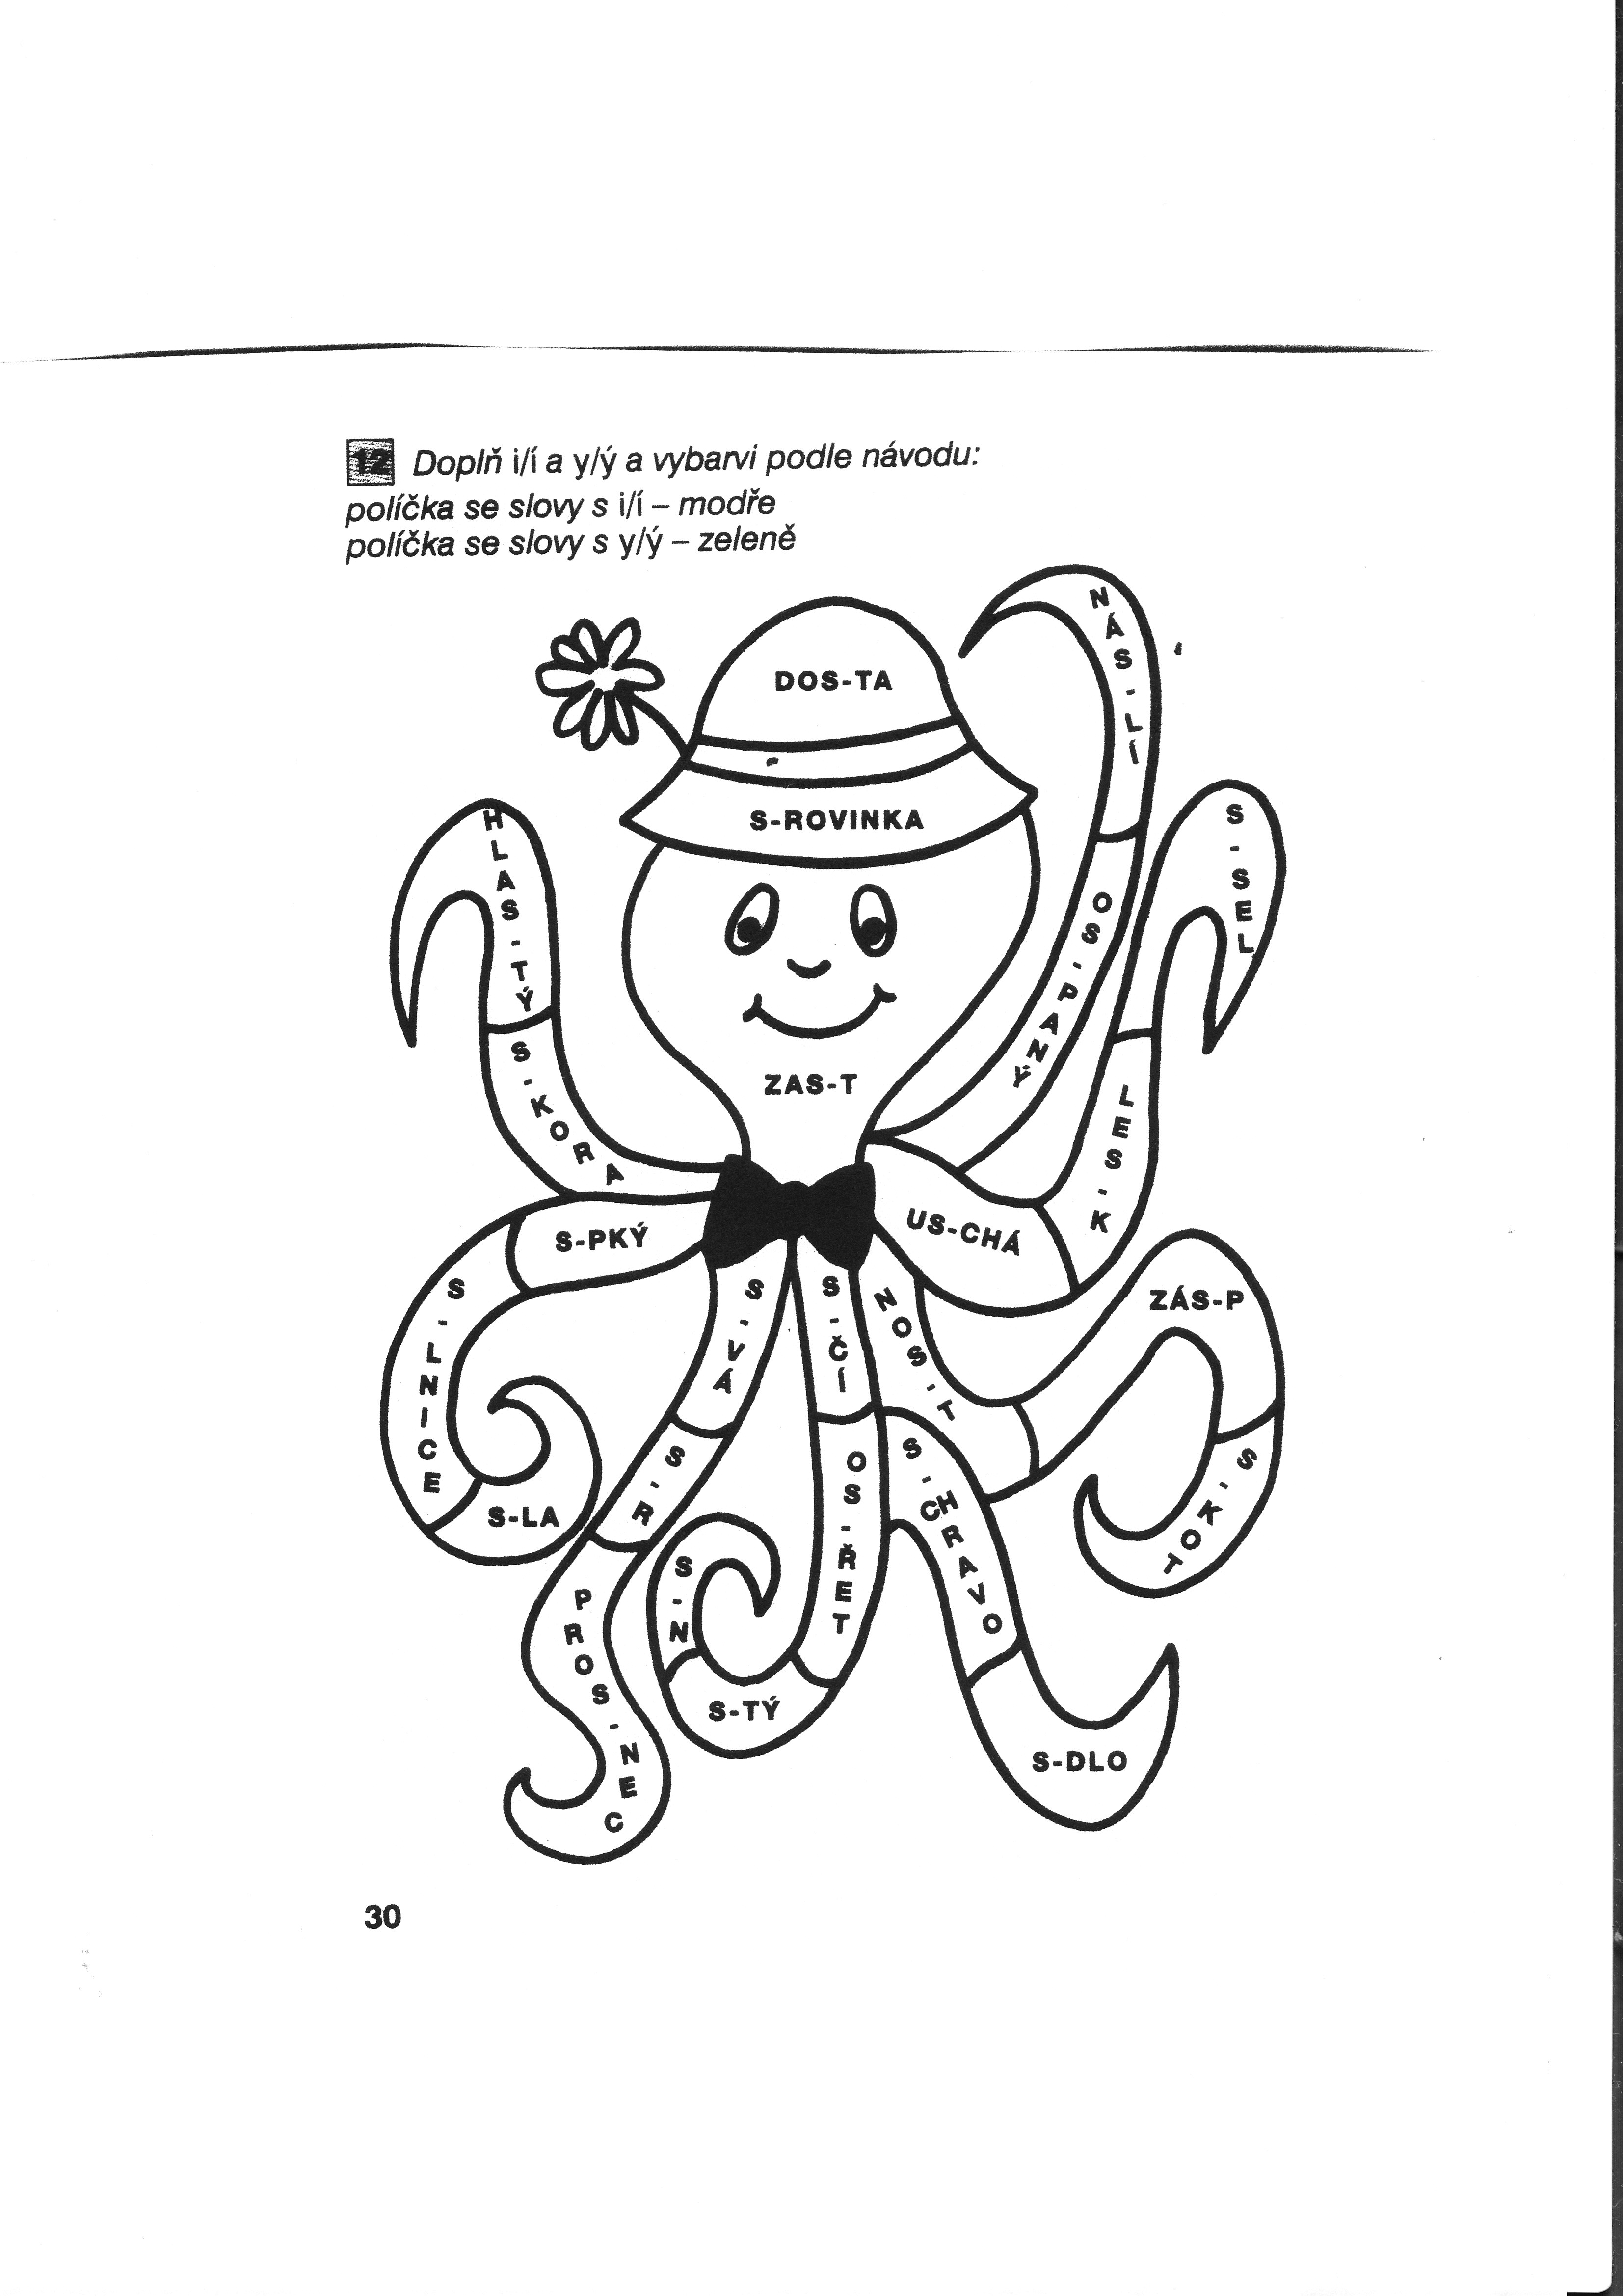 12 Doplň i/í a y/ý a vybarvi podle návodu:
políčka se slovy s i/í – modře
políčka se slovy s y/ý – zeleně
NÁS-LÍ
DOS-TA
S-ROVINKA
HLAS-TÝ
S-SEL
OS-PANÝ
S-KORA
ZAS-T
LES-K
S-PKÝ
US-CHÁ
S-LNICE
S-VÁ
S-ČÍ
NOS-T
ZÁS-P
S-R
OS-ŘET
S-CHRAVO
S-KOT
S-LA
S-N
PROS-NEC
S-TÝ
S-DLO
30